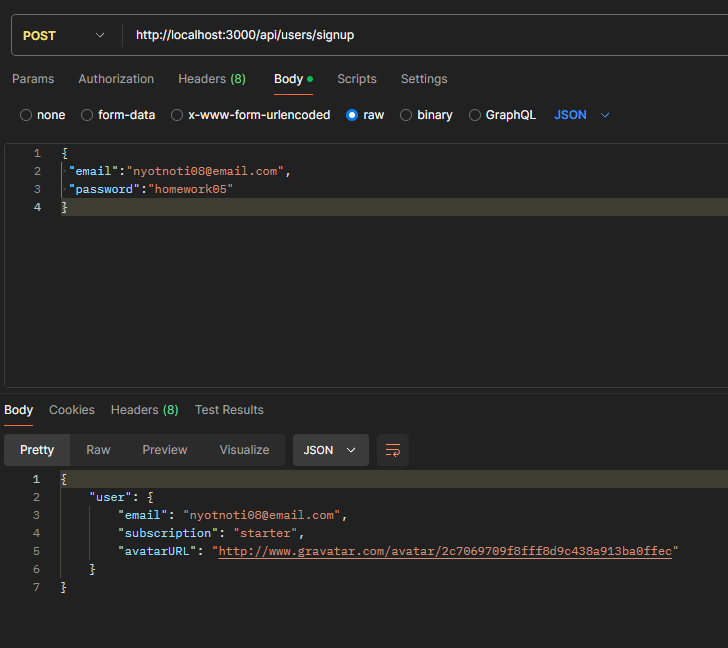 POST http://localhost:3000/api/users/signup
Params Authorization Headers (8) Body Scripts Settings
none form-data x-www-form-urlencoded raw binary GraphQL JSON
1 {
2 "email":"nyotnoti08@email.com",
3 "password":"homework05"
4 }
Body Cookies Headers (8) Test Results
Pretty Raw Preview Visualize JSON
1 {
2 "user": {
3 "email": "nyotnoti08@email.com",
4 "subscription": "starter",
5 "avatarURL": "http://www.gravatar.com/avatar/2c7069709f8fff8d9c438a913ba0ffec"
6 }
7 }